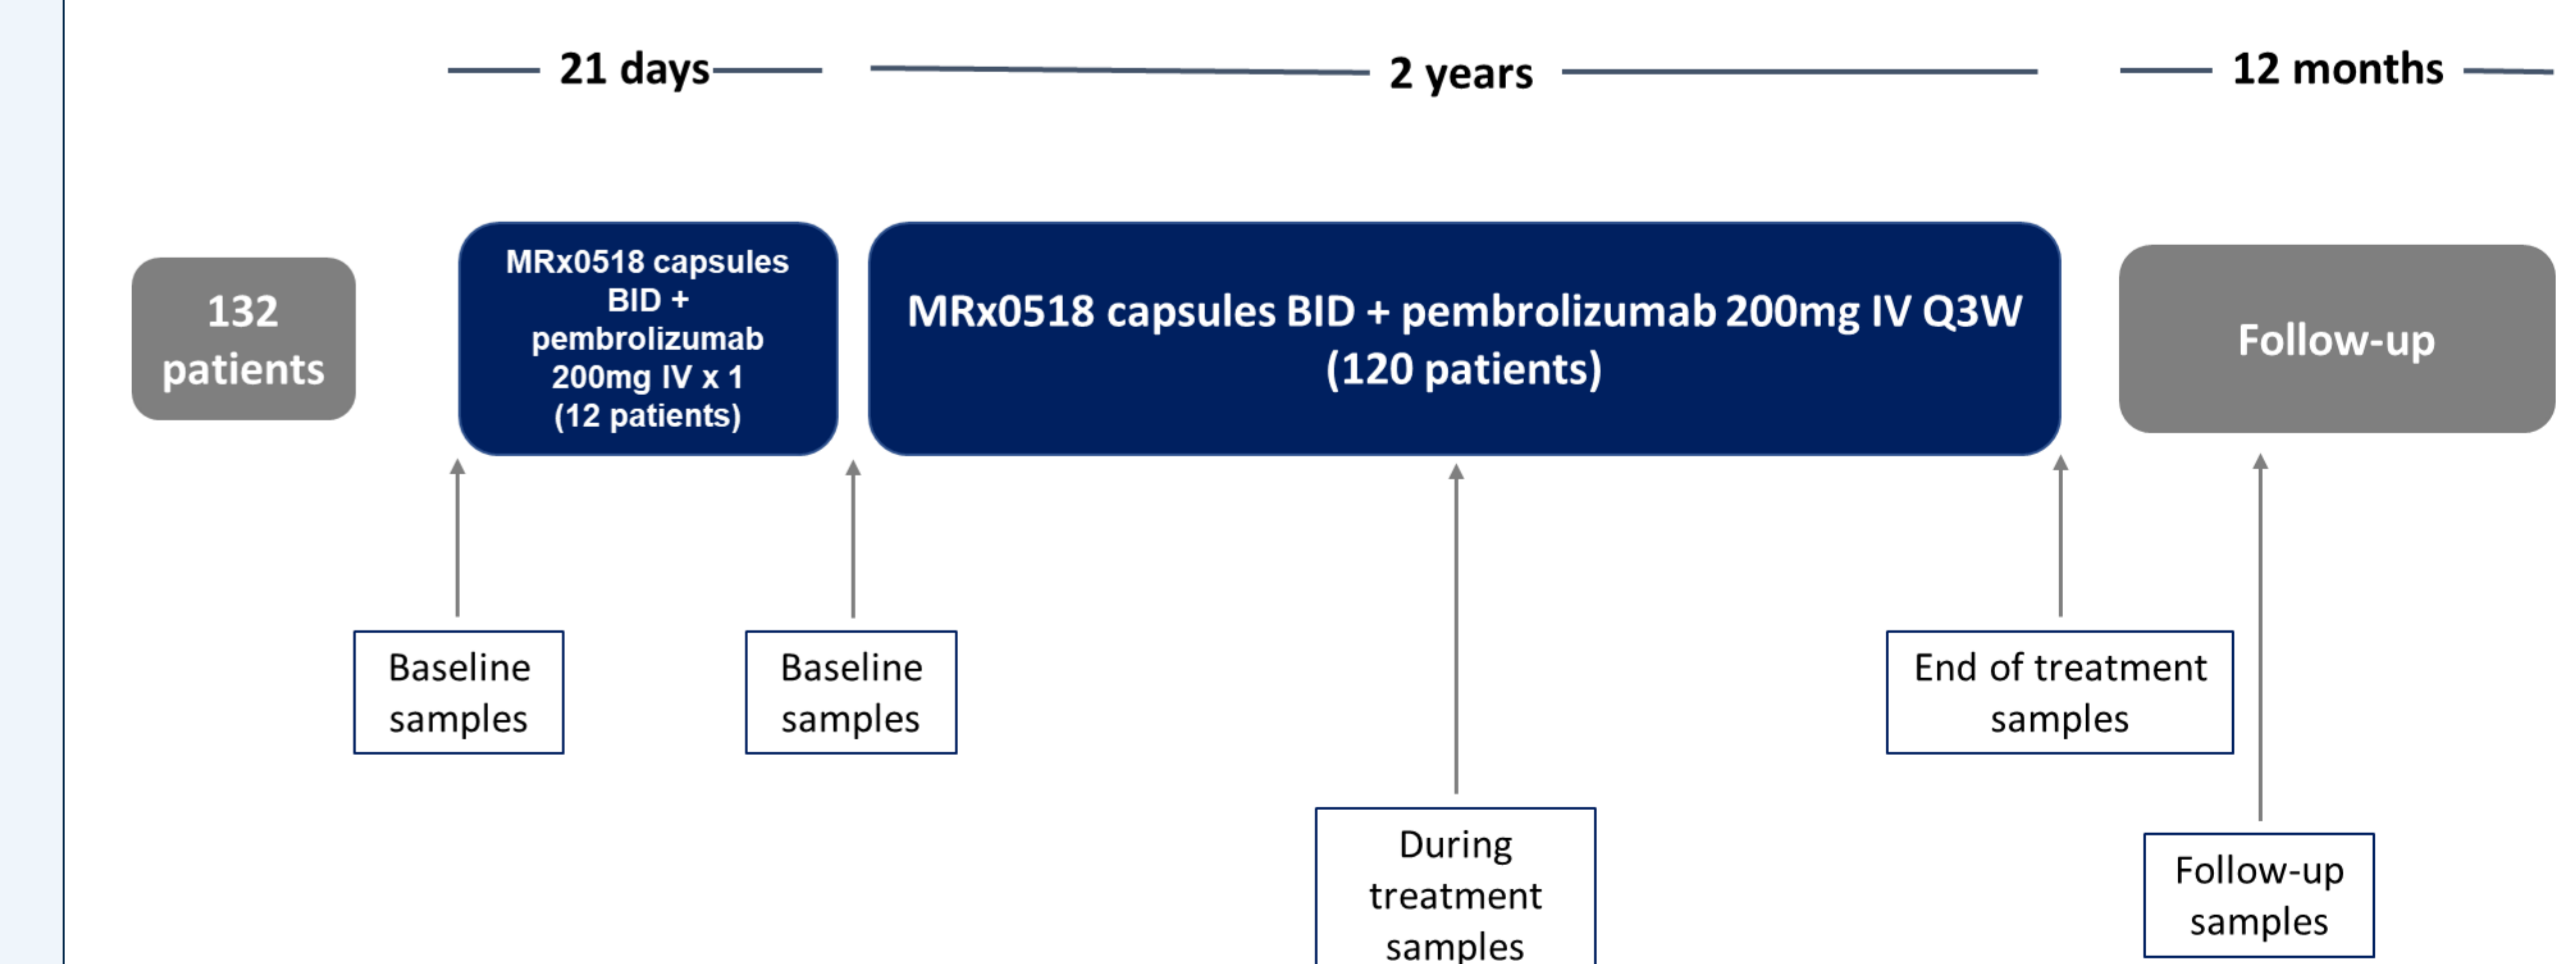 21 days
2 years
12 months
132
patients
MRx0518 capsules
BID +
pembrolizumab
200mg IV x 1
(12 patients)
MRx0518 capsules BID + pembrolizumab 200mg IV Q3W
(120 patients)
Follow-up
Baseline
samples
Baseline
samples
End of treatment
samples
During
treatment
samples
Follow-up
samples